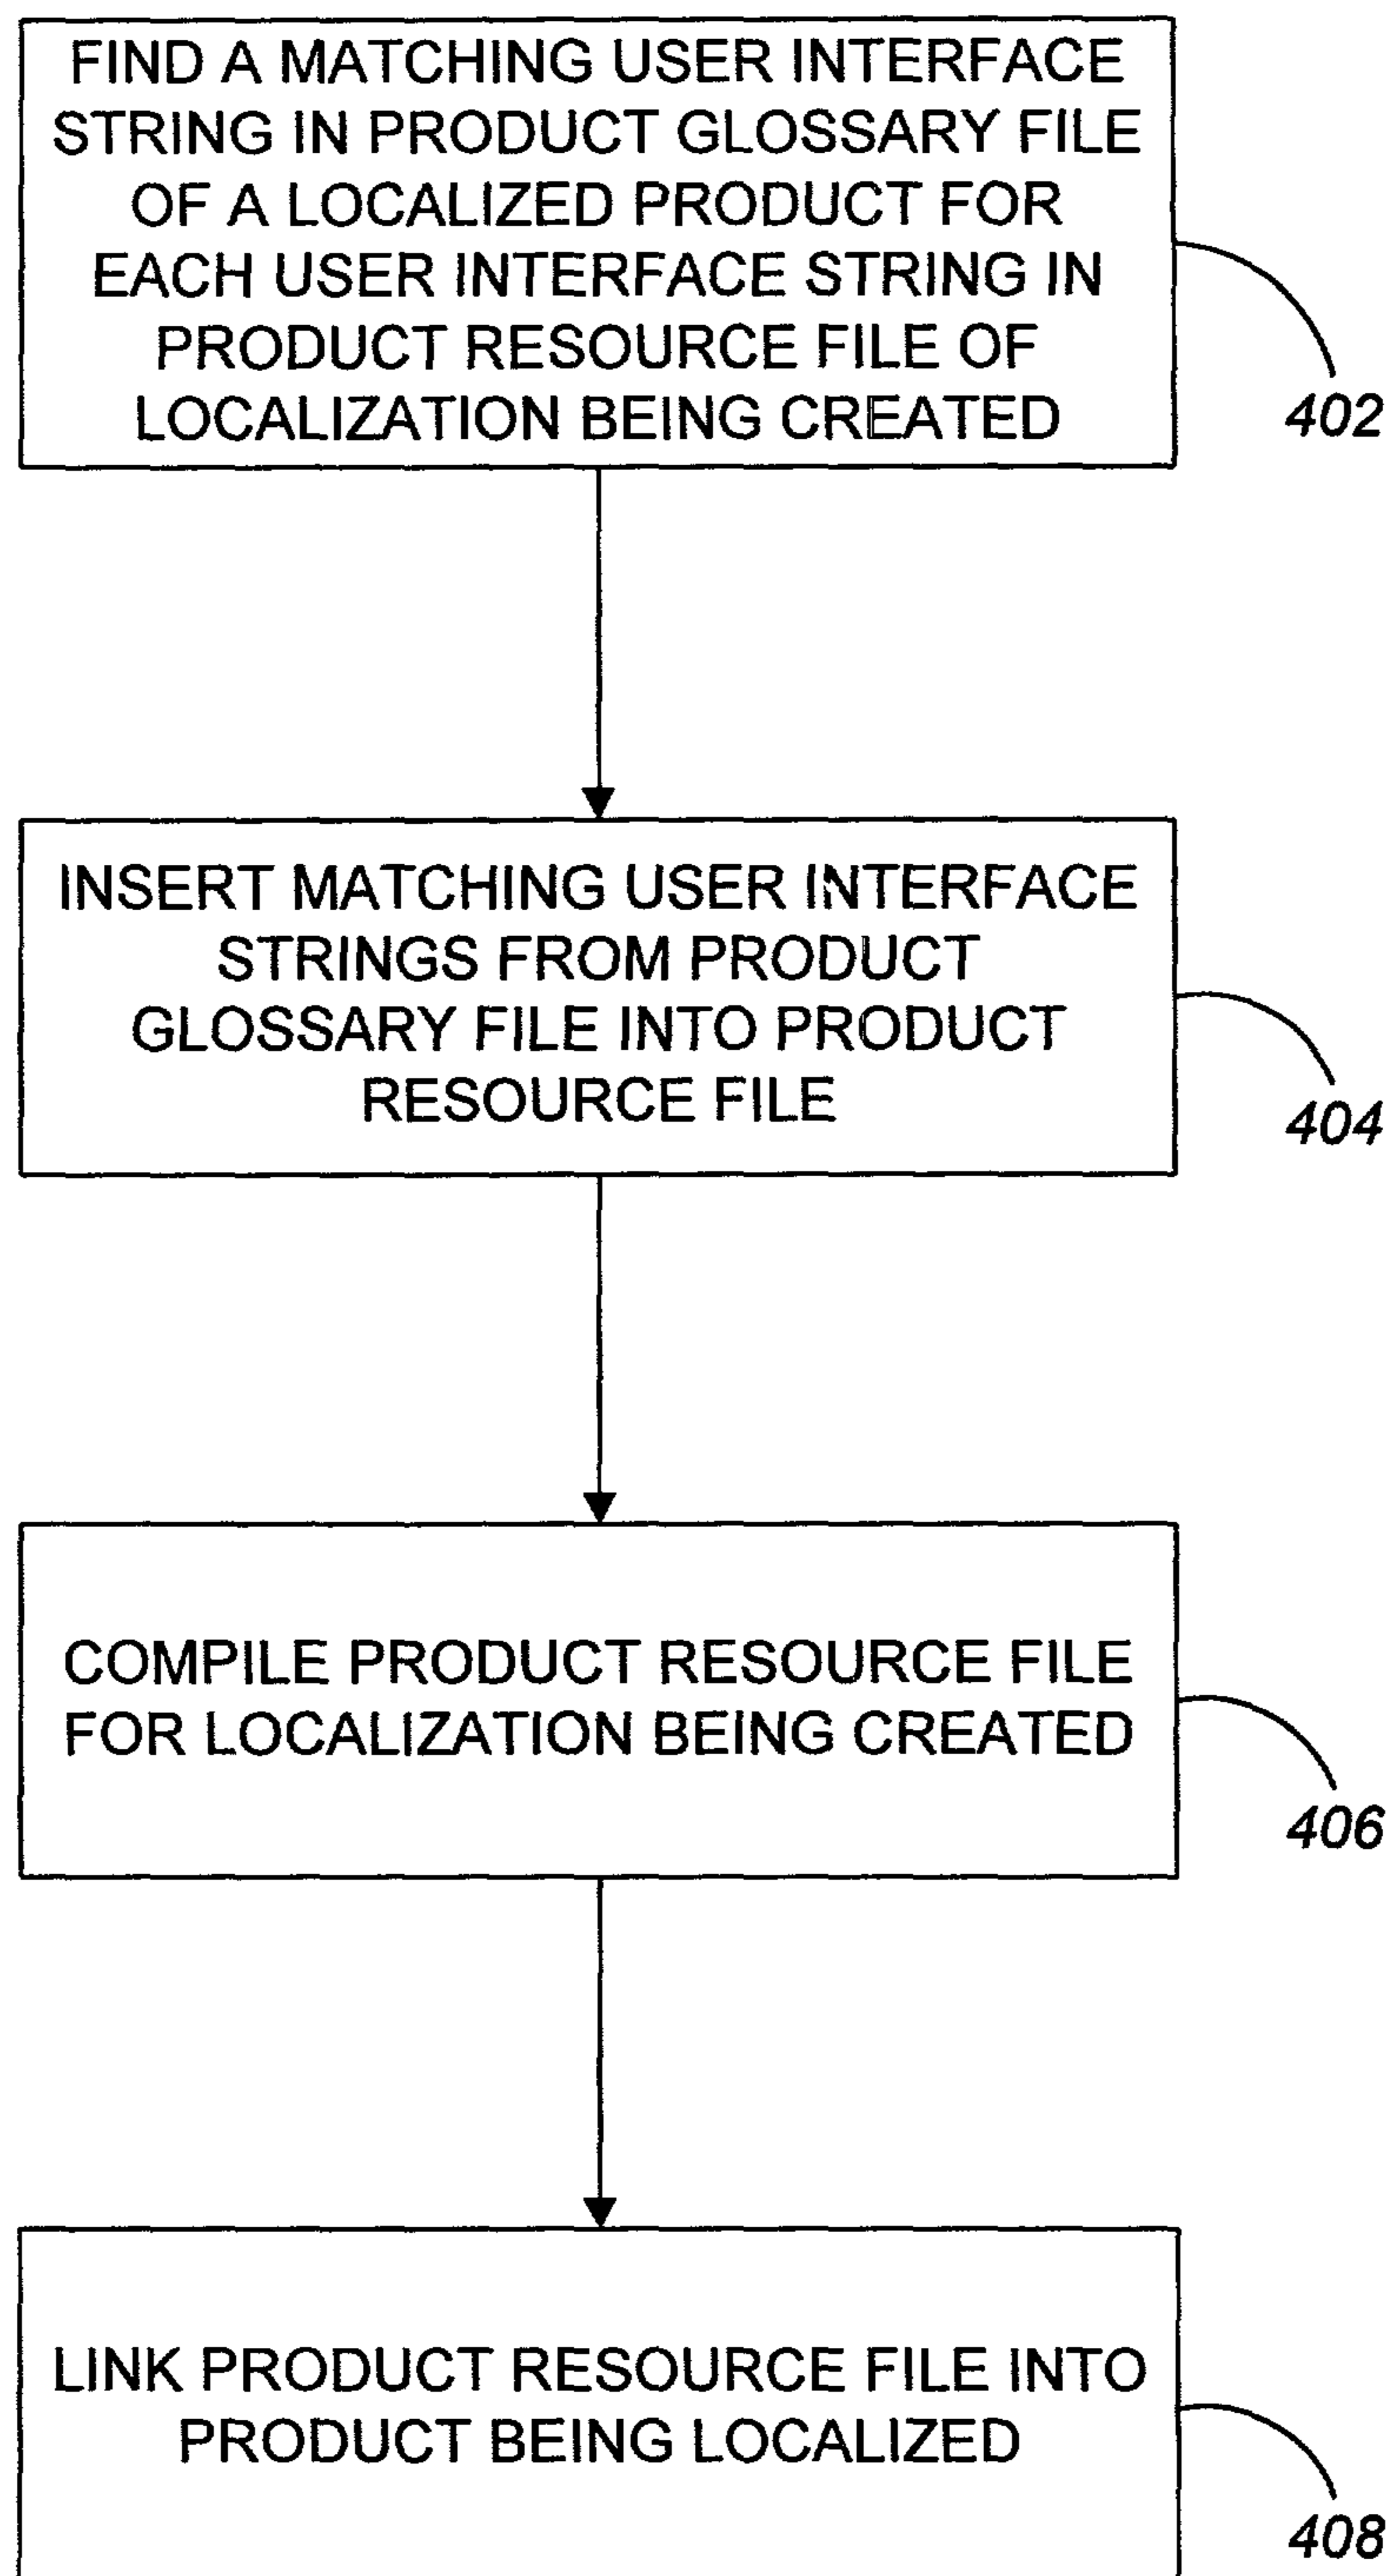 FIND A MATCHING USER INTERFACE
STRING IN PRODUCT GLOSSARY FILE
OF A LOCALIZED PRODUCT FOR
EACH USER INTERFACE STRING IN
PRODUCT RESOURCE FILE OF
LOCALIZATION BEING CREATED
402
INSERT MATCHING USER INTERFACE
STRINGS FROM PRODUCT
GLOSSARY FILE INTO PRODUCT
RESOURCE FILE
404
COMPILE PRODUCT RESOURCE FILE
FOR LOCALIZATION BEING CREATED
406
LINK PRODUCT RESOURCE FILE INTO
PRODUCT BEING LOCALIZED
408